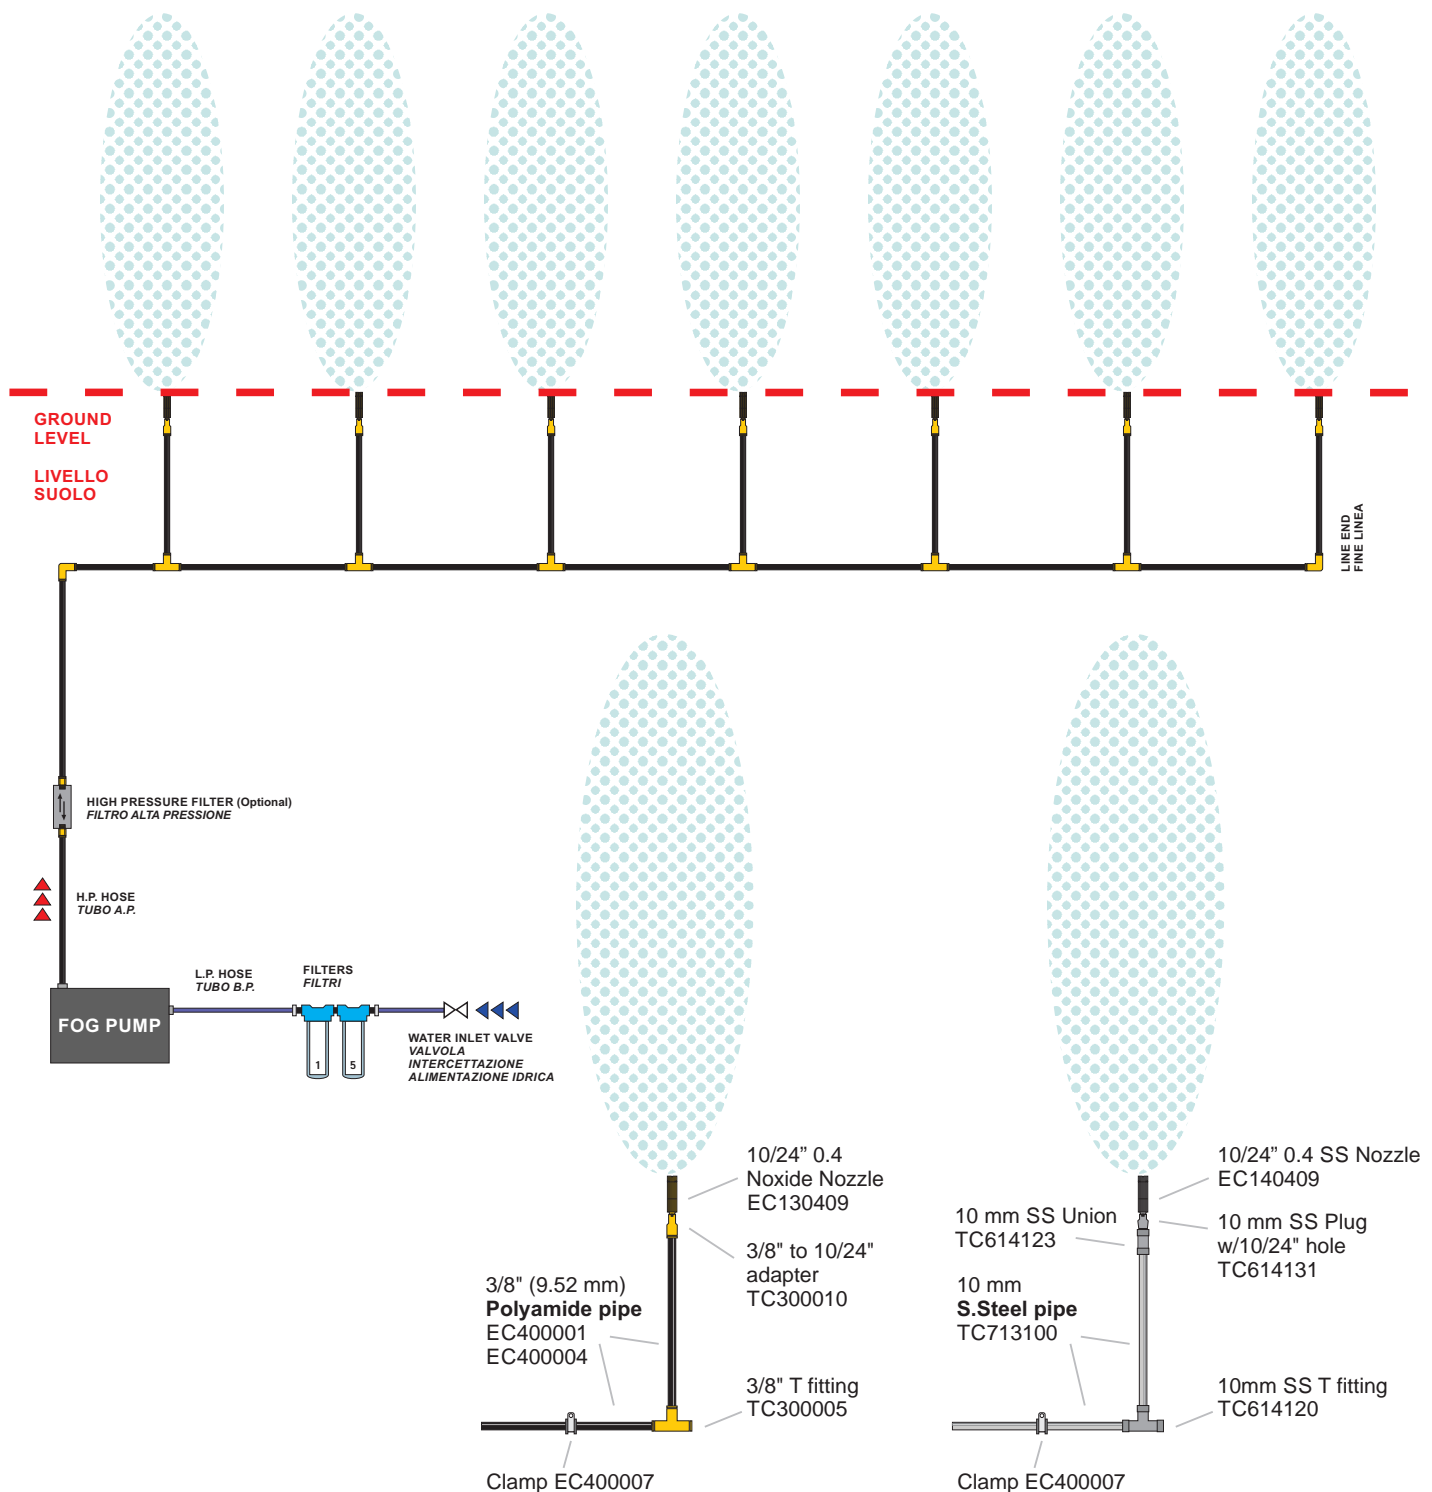 GROUND
LEVEL
LIVELLO
SUOLO
LINE END
FINE LINEA
HIGH PRESSURE FILTER (Optional)
FILTRO ALTA PRESSIONE
H.P. HOSE
TUBO A.P.
L.P. HOSE
TUBO B.P.
FILTERS
FILTRI
FOG PUMP
1
5
WATER INLET VALVE
VALVOLA
INTERCETTAZIONE
ALIMENTAZIONE IDRICA
10/24” 0.4
Noxide Nozzle
EC130409
3/8" to 10/24"
adapter
TC300010
3/8" (9.52 mm)
Polyamide pipe
EC400001
EC400004
3/8" T fitting
TC300005
Clamp EC400007
10/24” 0.4 SS Nozzle
EC140409
10 mm SS Union
TC614123
10 mm SS Plug
w/10/24" hole
TC614131
10 mm
S.Steel pipe
TC713100
10mm SS T fitting
TC614120
Clamp EC400007